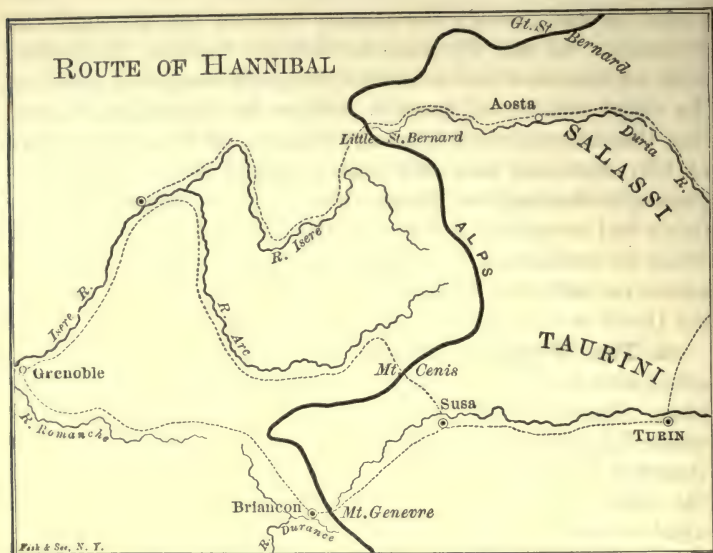 ROUTE OF HANNIBAL
Gt. St. Bernard
Aosta
Little St. Bernard
Duria R.
SALASSI
R. Isere
ALPS
Isere R.
R. Arc
TAURINI
Grenoble
Mt. Cenis
Susa
R. Romanche
TURIN
Briancon
Mt. Genevre
R. Durance
Fisk & See, N. Y.